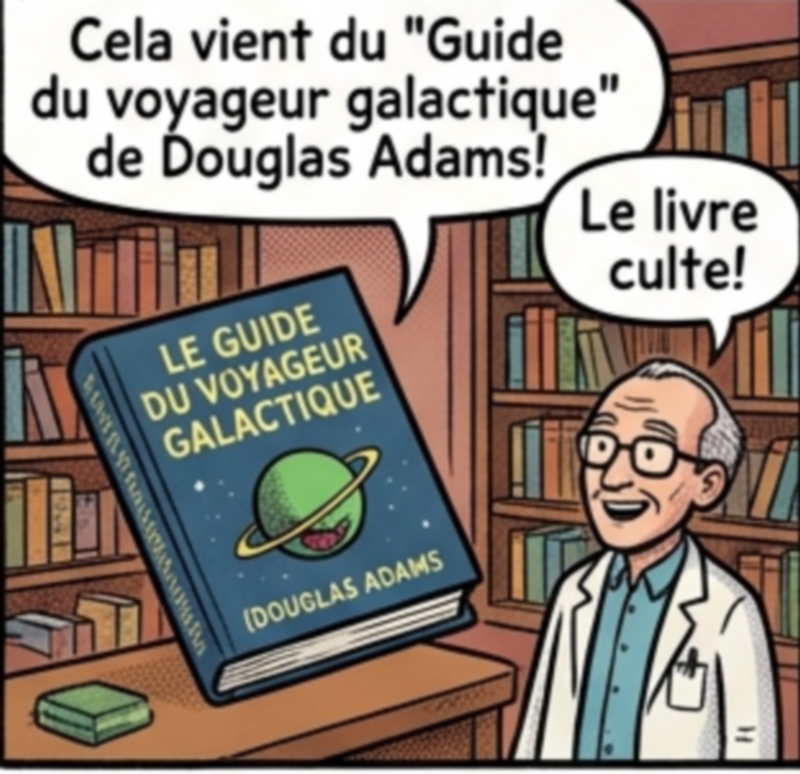 Cela vient du "Guide
du voyageur galactique"
de Douglas Adams!
Le livre
culte!
LE GUIDE
DU VOYAGEUR
GALACTIQUE
(DOUGLAS ADAMS